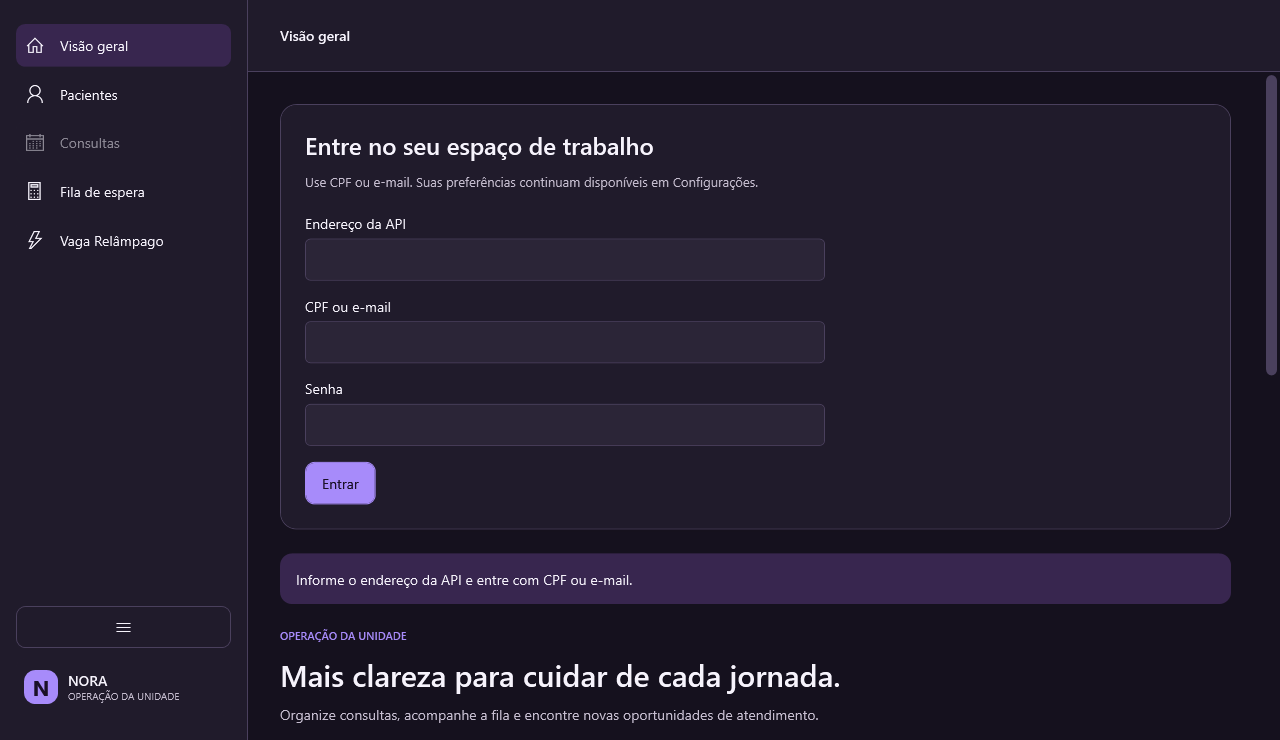 Visão geral
Pacientes
Consultas
Fila de espera
Vaga Relâmpago
N
NORA
OPERAÇÃO DA UNIDADE
Visão geral
Entre no seu espaço de trabalho
Use CPF ou e-mail. Suas preferências continuam disponíveis em Configurações.
Endereço da API
CPF ou e-mail
Senha
Entrar
Informe o endereço da API e entre com CPF ou e-mail.
OPERAÇÃO DA UNIDADE
Mais clareza para cuidar de cada jornada.
Organize consultas, acompanhe a fila e encontre novas oportunidades de atendimento.